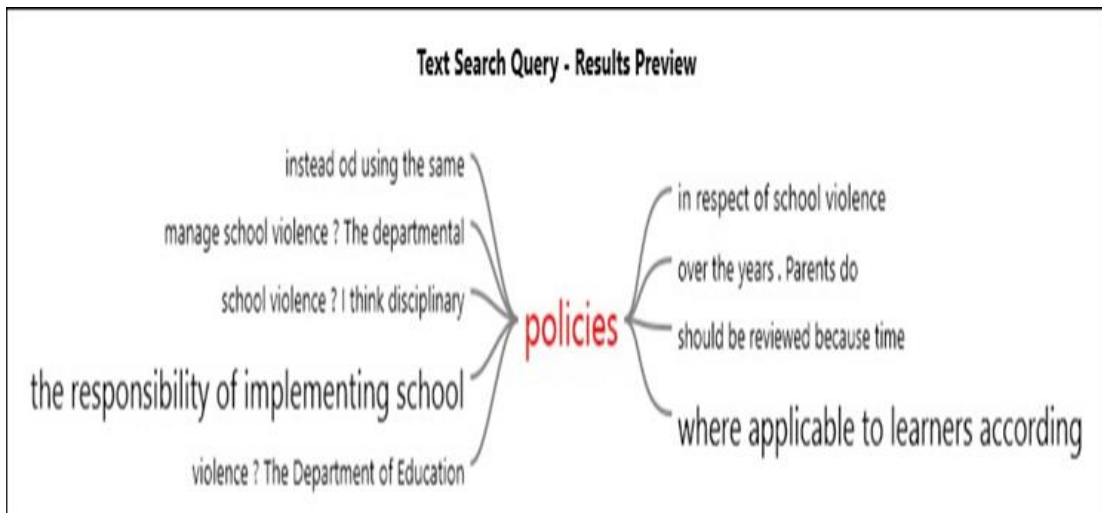 Text Search Query - Results Preview
instead od using the same
manage school violence ? The departmental
school violence ? I think disciplinary
the responsibility of implementing school
violence ? The Department of Education
policies
in respect of school violence
over the years . Parents do
should be reviewed because time
where applicable to learners according